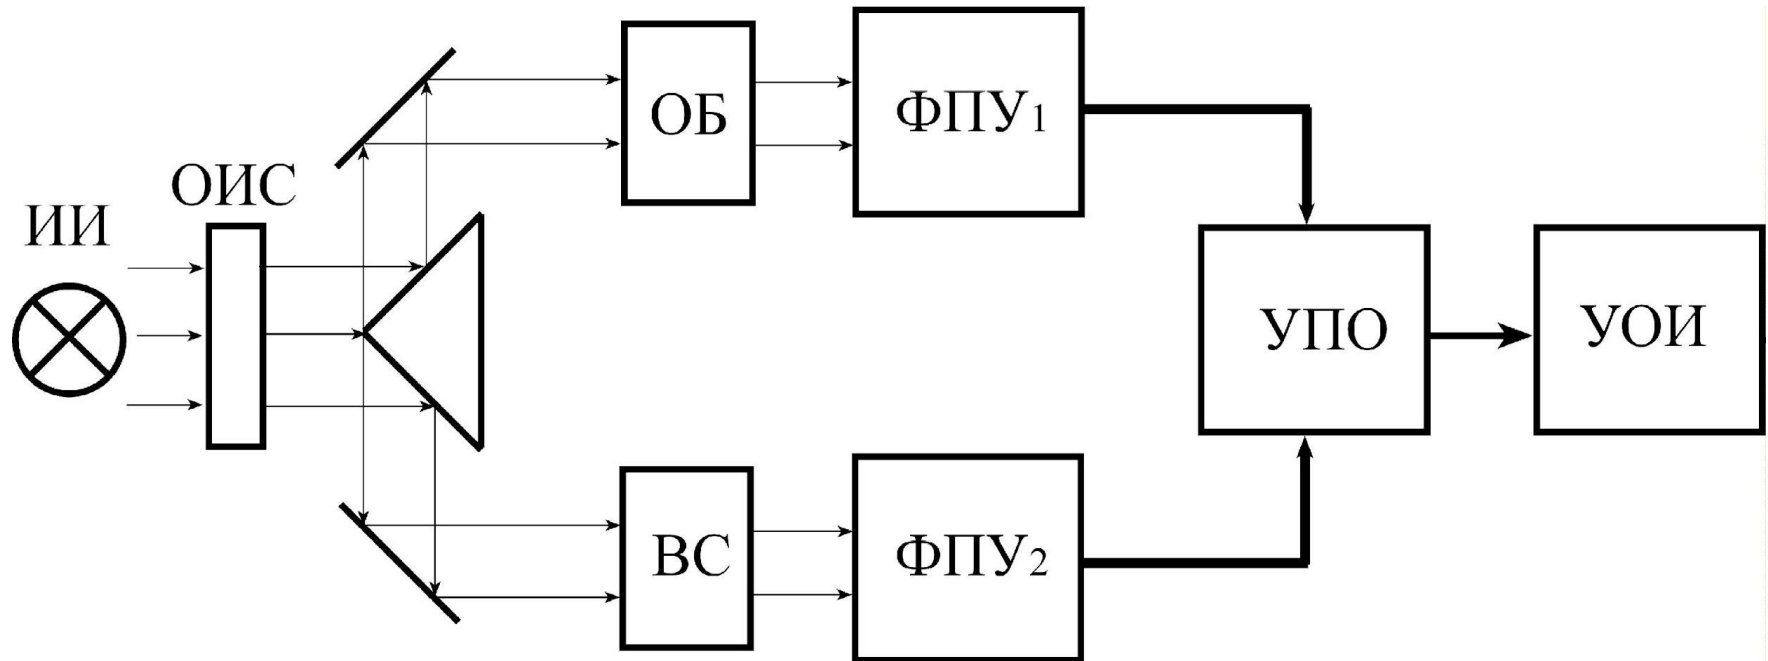 ОБ
ФПУ1
ОИС
ИИ
УПО
УОИ
ВС
ФПУ2